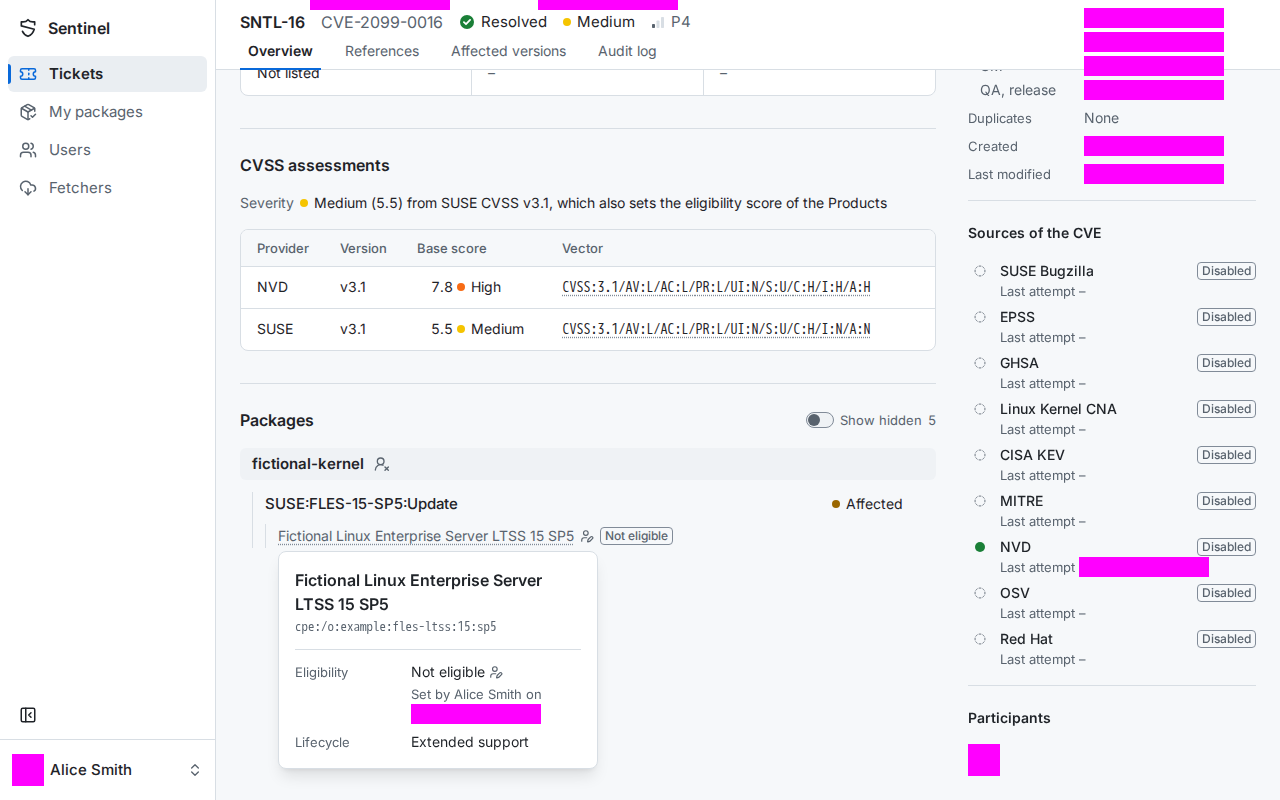 Sentinel
Tickets
My packages
Users
Fetchers
Alice Smith
SNTL-16 CVE-2099-0016 Resolved Medium P4
Overview References Affected versions Audit log
Not listed – –
CVSS assessments
Severity Medium (5.5) from SUSE CVSS v3.1, which also sets the eligibility score of the Products
Provider Version Base score Vector
NVD v3.1 7.8 High CVSS:3.1/AV:L/AC:L/PR:L/UI:N/S:U/C:H/I:H/A:H
SUSE v3.1 5.5 Medium CVSS:3.1/AV:L/AC:L/PR:L/UI:N/S:U/C:H/I:N/A:N
Packages Show hidden 5
fictional-kernel
SUSE:FLES-15-SP5:Update Affected
Fictional Linux Enterprise Server LTSS 15 SP5 Not eligible
Fictional Linux Enterprise Server
LTSS 15 SP5
cpe:/o:example:fles-ltss:15:sp5
Eligibility Not eligible
Set by Alice Smith on
Lifecycle Extended support
QA, release
Duplicates None
Created
Last modified
Sources of the CVE
SUSE Bugzilla Disabled
Last attempt –
EPSS Disabled
Last attempt –
GHSA Disabled
Last attempt –
Linux Kernel CNA Disabled
Last attempt –
CISA KEV Disabled
Last attempt –
MITRE Disabled
Last attempt –
NVD Disabled
Last attempt
OSV Disabled
Last attempt –
Red Hat Disabled
Last attempt –
Participants